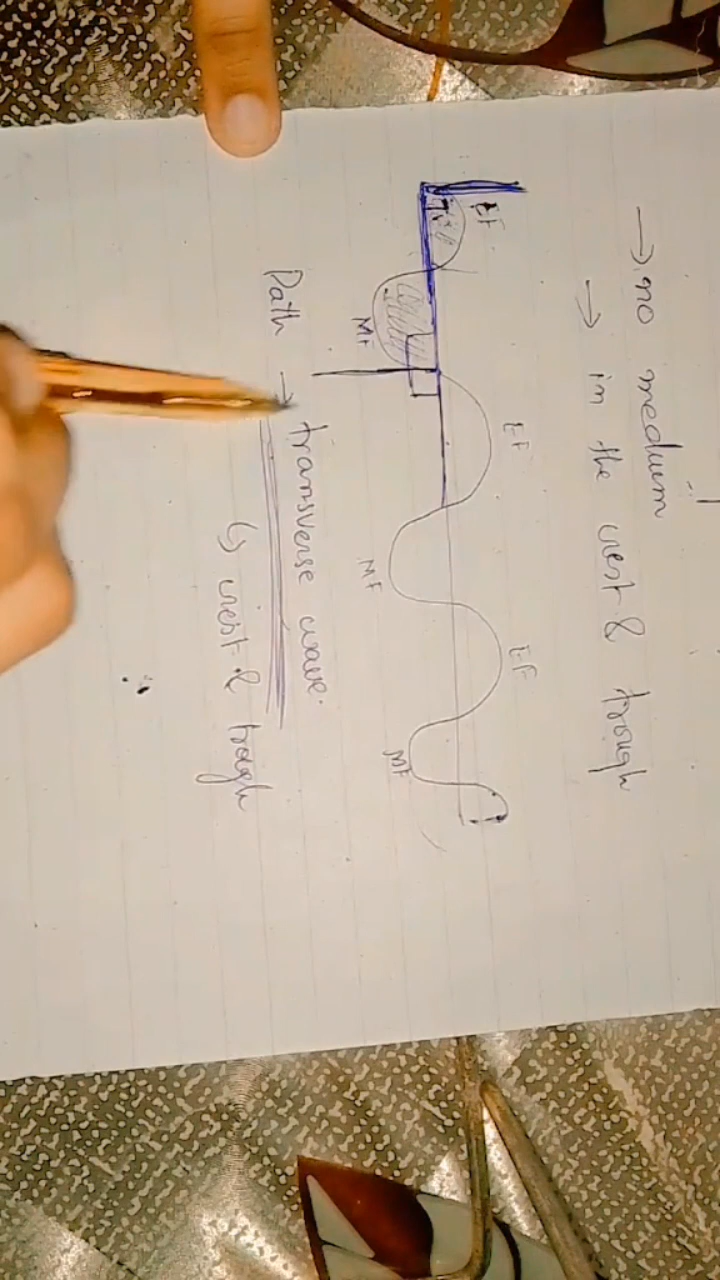 → no medium
→ in the crest & trough
EF
EF
EF
MF
MF
MF
Path → transverse wave.
↳ crest & trough